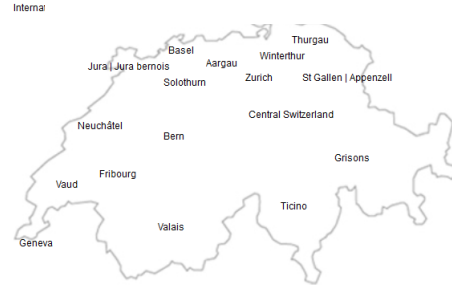 Internat
Thurgau
Basel
Winterthur
Aargau
Jura | Jura bernois
Zurich
St Gallen | Appenzell
Solothurn
Central Switzerland
Neuchâtel
Bern
Grisons
Fribourg
Vaud
Ticino
Valais
Geneva